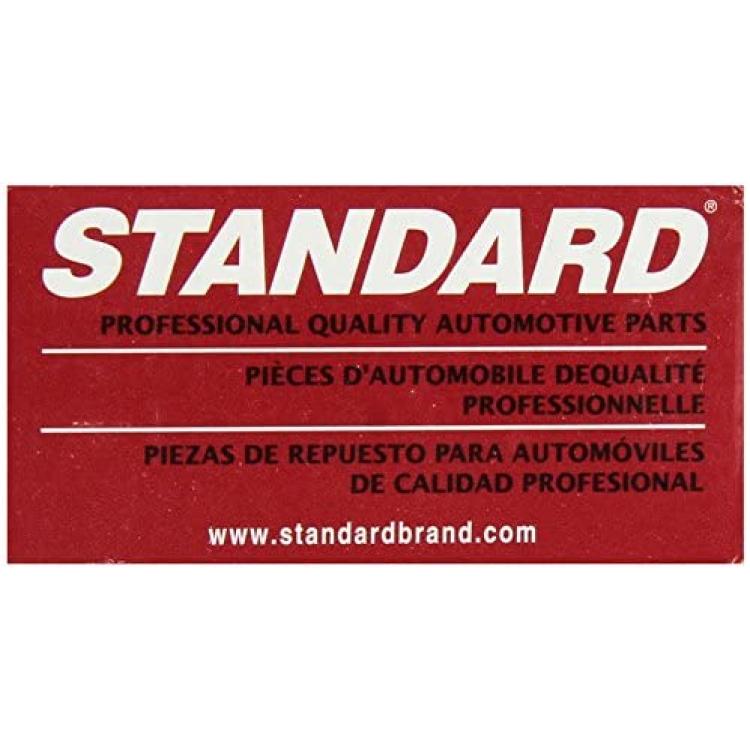 STANDARD®
PROFESSIONAL QUALITY AUTOMOTIVE PARTS
PIÈCES D'AUTOMOBILE DEQUALITÉ
PROFESSIONNELLE
PIEZAS DE REPUESTO PARA AUTOMÓVILES
DE CALIDAD PROFESIONAL
www.standardbrand.com